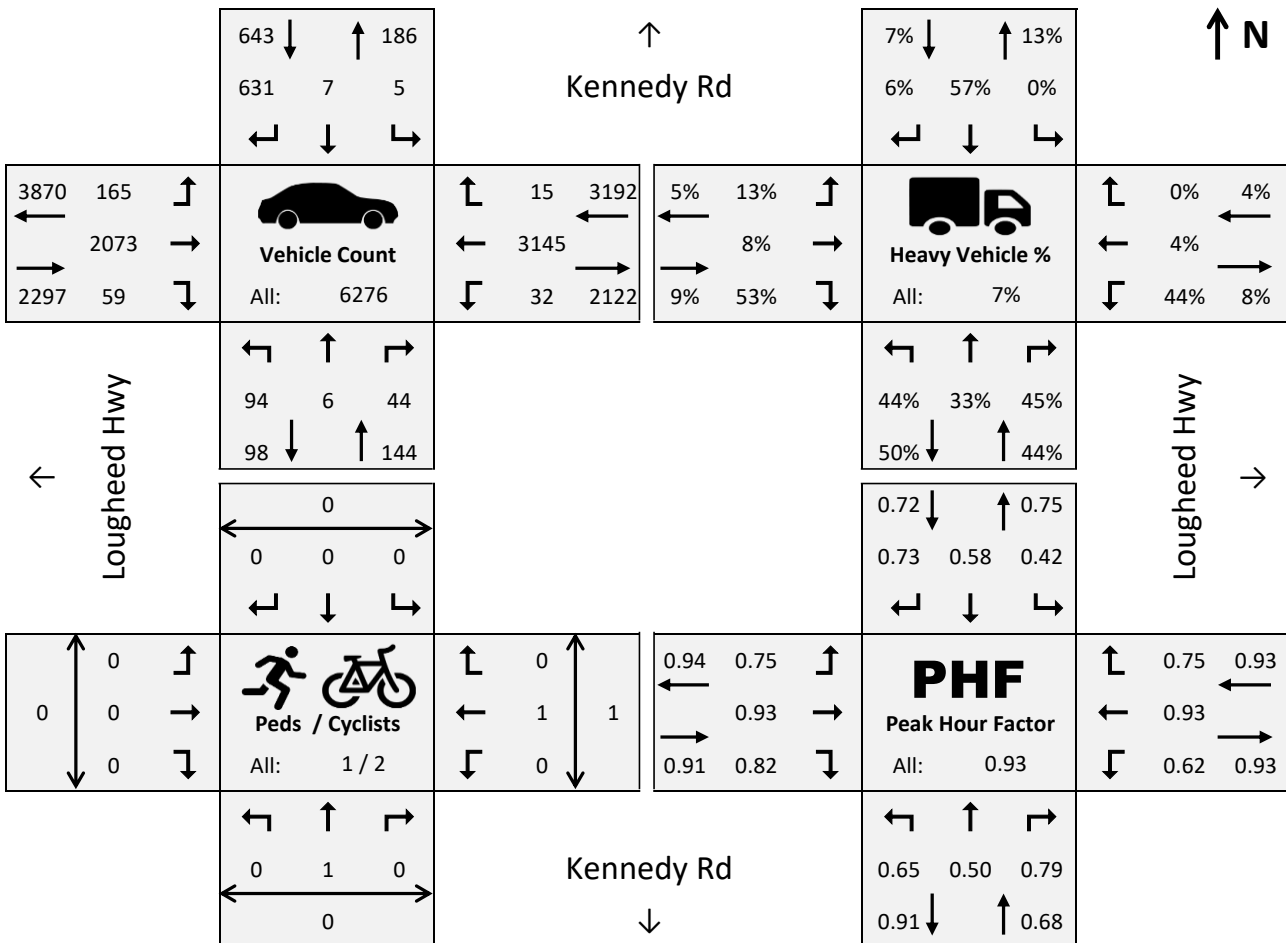 643 186 7% 13% N
631 7 5 Kennedy Rd 6% 57% 0%
3870 165 15 3192 5% 13% 0% 4%
2073 Vehicle Count 3145 8% Heavy Vehicle % 4%
2297 59 All: 6276 32 2122 9% 53% All: 7% 44% 8%
94 6 44 44% 33% 45%
98 144 50% 44%
Lougheed Hwy
Lougheed Hwy
0 0.72 0.75
0 0 0 0.73 0.58 0.42
0 0 0.94 0.75 PHF 0.75 0.93
0 0 Peds / Cyclists 1 1 0.93 Peak Hour Factor 0.93
0 All: 1 / 2 0 0.91 0.82 All: 0.93 0.62 0.93
0 1 0 Kennedy Rd 0.65 0.50 0.79
0 0.91 0.68